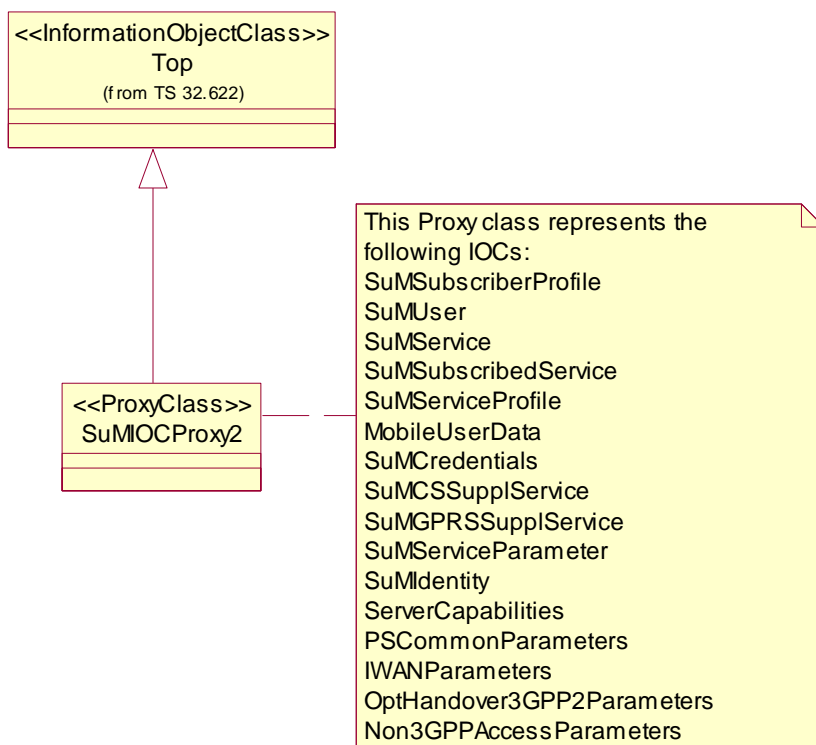 <<InformationObjectClass>>
Top
(from TS 32.622)
<<ProxyClass>>
SuMIOCProxy2
This Proxy class represents the
following IOCs:
SuMSubscriberProfile
SuMUser
SuMService
SuMSubscribedService
SuMServiceProfile
MobileUserData
SuMCredentials
SuMCSSupplService
SuMGPRSSupplService
SuMServiceParameter
SuMIdentity
ServerCapabilities
PSCommonParameters
IWANParameters
OptHandover3GPP2Parameters
Non3GPPAccessParameters